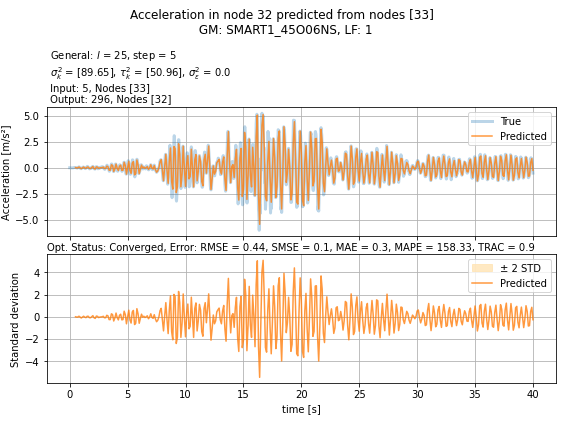 Acceleration in node 32 predicted from nodes [33]
GM: SMART1_45O06NS, LF: 1
General: l = 25, step = 5
σ²ₖ = [89.65], τ²ₖ = [50.96], σ²ε = 0.0
Input: 5, Nodes [33]
Output: 296, Nodes [32]
Acceleration [m/s²]
5.0
2.5
0.0
−2.5
−5.0
True
Predicted
Opt. Status: Converged, Error: RMSE = 0.44, SMSE = 0.1, MAE = 0.3, MAPE = 158.33, TRAC = 0.9
Standard deviation
4
2
0
−2
−4
± 2 STD
Predicted
0 5 10 15 20 25 30 35 40
time [s]